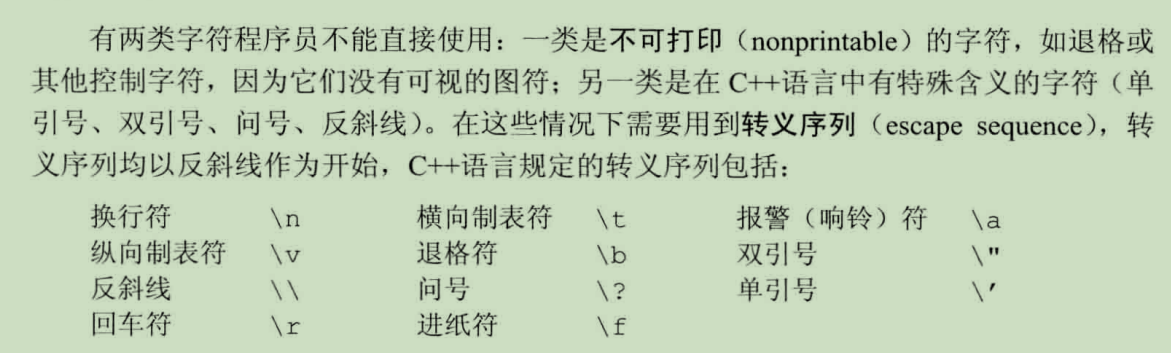 有两类字符程序员不能直接使用：一类是不可打印（nonprintable）的字符，如退格或
其他控制字符，因为它们没有可视的图符；另一类是在 C++语言中有特殊含义的字符（单
引号、双引号、问号、反斜线）。在这些情况下需要用到转义序列（escape sequence），转
义序列均以反斜线作为开始，C++语言规定的转义序列包括：
换行符 \n 横向制表符 \t 报警（响铃）符 \a
纵向制表符 \v 退格符 \b 双引号 \"
反斜线 \\ 问号 \? 单引号 \'
回车符 \r 进纸符 \f